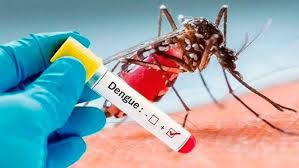 Dengue: - ☐
+ ☑